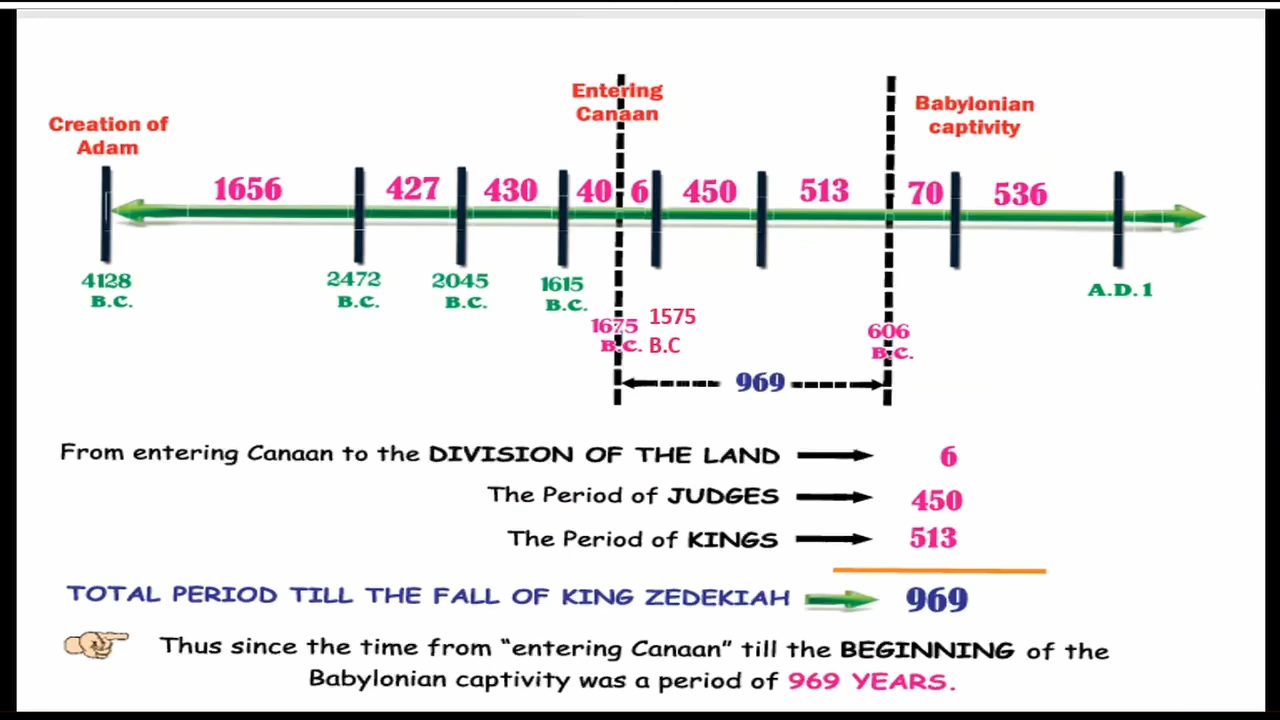 Entering
Canaan
Babylonian
captivity
Creation of
Adam
1656 427 430 40 6 450 513 70 536
4128
B.C.
2472
B.C.
2045
B.C.
1615
B.C.
A.D.1
1675
B.C.
1575
B.C
606
B.C.
969
From entering Canaan to the DIVISION OF THE LAND 6
The Period of JUDGES 450
The Period of KINGS 513
TOTAL PERIOD TILL THE FALL OF KING ZEDEKIAH 969
Thus since the time from “entering Canaan” till the BEGINNING of the
Babylonian captivity was a period of 969 YEARS.